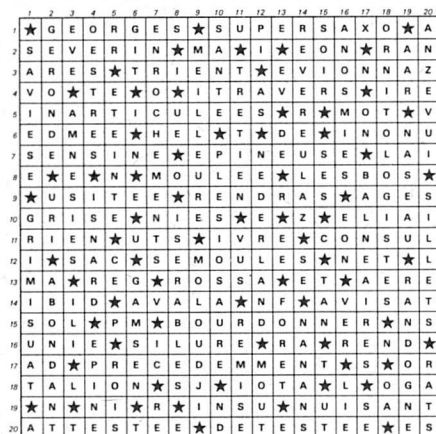 1 2 3 4 5 6 7 8 9 10 11 12 13 14 15 16 17 18 19 20
1 ★ G E O R G E S ★ S U P E R S A X O ★ A
2 S E V E R I N ★ M A ★ I ★ E O N ★ R A N
3 A R E S ★ T R I E N T ★ E V I O N N A Z
4 V O ★ T E ★ O ★ I T R A V E R S ★ I R E
5 I N A R T I C U L E E S ★ R ★ M O T ★ V
6 E D M E E ★ H E L ★ T ★ D E ★ I N O N U
7 S E N S I N E ★ E P I N E U S E ★ L A I
8 E ★ E ★ N ★ M O U L E E ★ L E S B O S ★
9 ★ U S I T E E ★ R E N D R A S ★ A G E S
10 G R I S E ★ N I E S ★ E ★ Z ★ E L I A I
11 R I E N ★ U T S ★ I V R E ★ C O N S U L
12 I ★ S A C ★ S E M O U L E S ★ N E T ★ L
13 M A ★ R E G ★ R O S S A ★ E T ★ A E R E
14 I B I D ★ A V A L A ★ N F ★ A V I S A T
15 S O L ★ P M ★ B O U R D O N N E R ★ N S
16 U N I E ★ S I L U R E ★ R A ★ R E N D ★
17 A D ★ P R E C E D E M M E N T ★ S ★ O R
18 T A L I O N ★ S J ★ I O T A ★ L ★ O G A
19 ★ N ★ N I ★ R ★ I N S U ★ N U I S A N T
20 A T T E S T E E ★ D E T E S T E E ★ E S